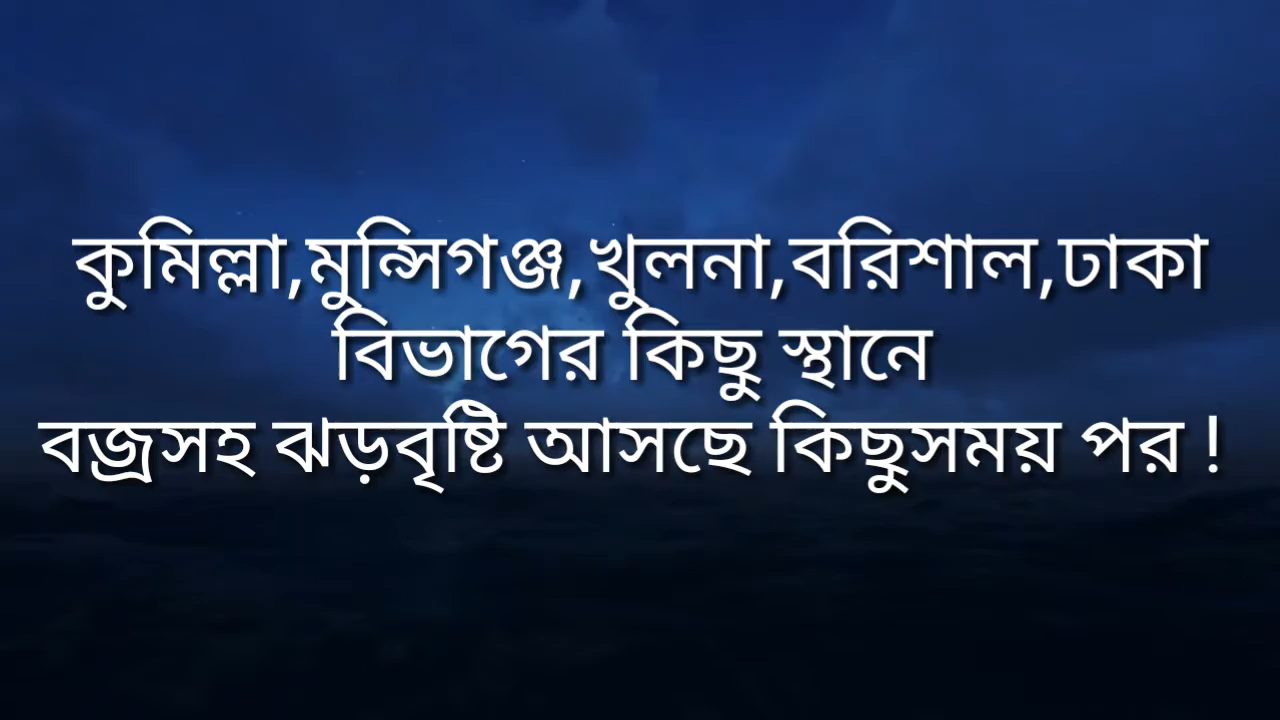 কুমিল্লা,মুন্সিগঞ্জ,খুলনা,বরিশাল,ঢাকা
বিভাগের কিছু স্থানে
বজ্রসহ ঝড়বৃষ্টি আসছে কিছুসময় পর !